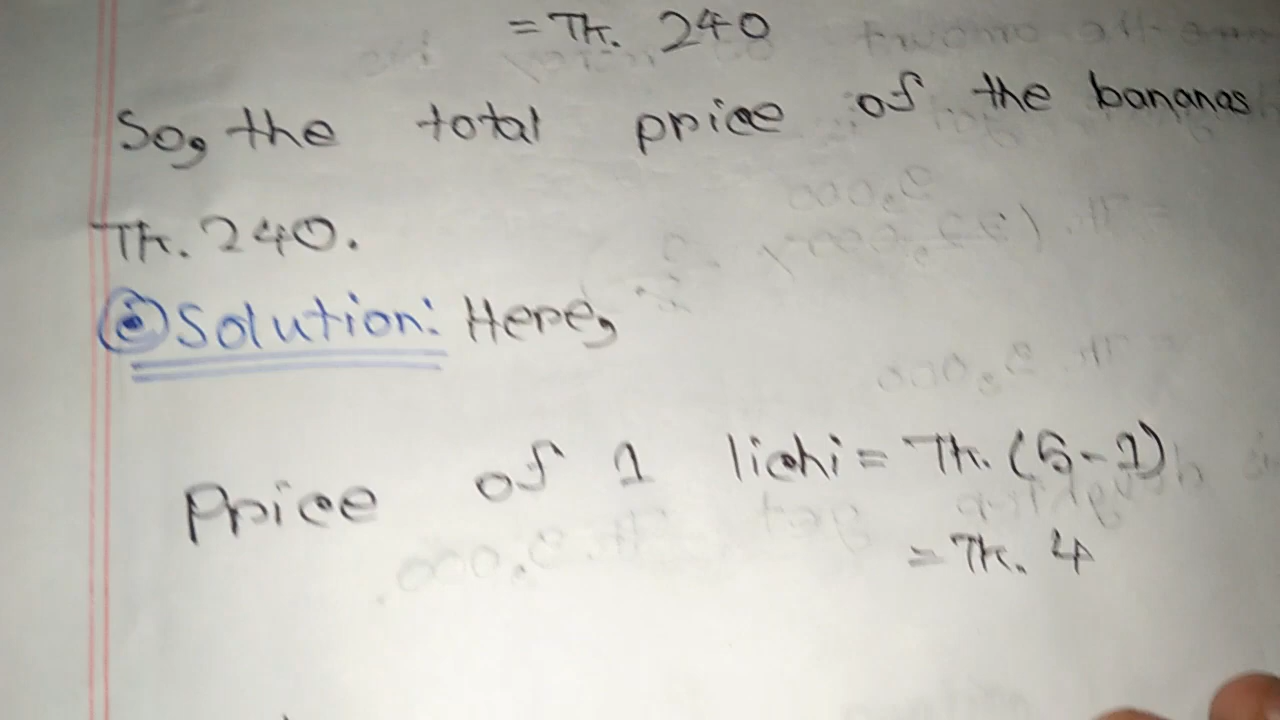 = Tk. 240
So, the total price of the bananas
Tk. 240.
Solution: Here,
Price of 1 lichi = Tk. (5-1)
= Tk. 4